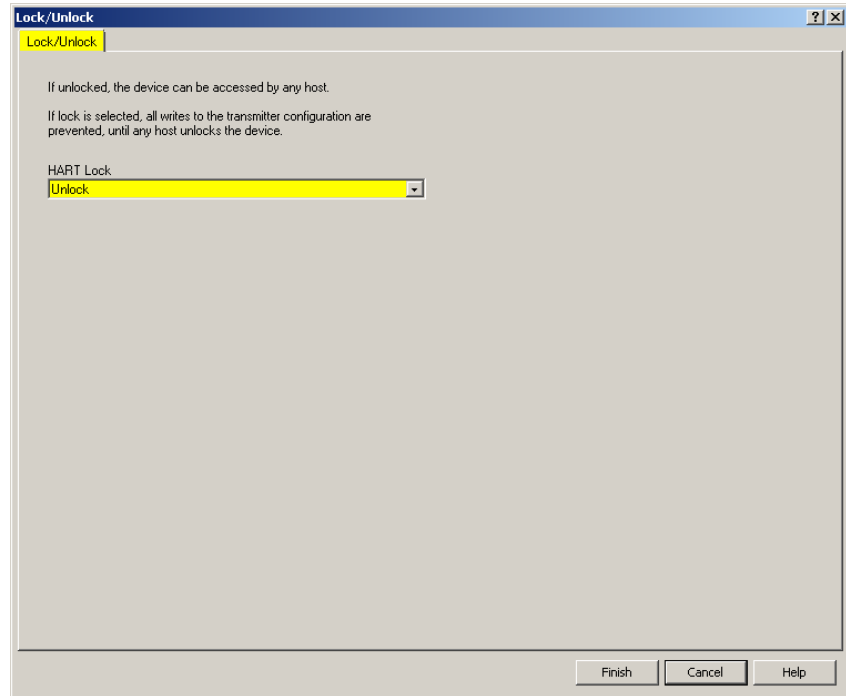 Lock/Unlock
Lock/Unlock
If unlocked, the device can be accessed by any host.
If lock is selected, all writes to the transmitter configuration are
prevented, until any host unlocks the device.
HART Lock
Unlock
Finish Cancel Help